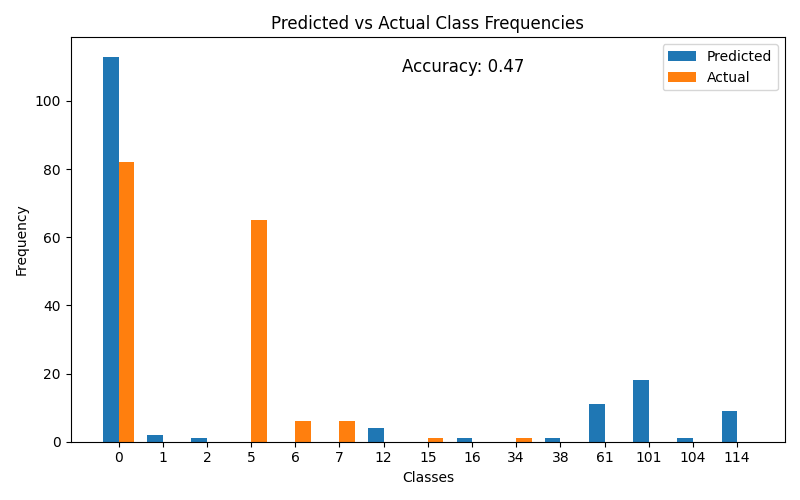 Predicted vs Actual Class Frequencies
Accuracy: 0.47
Predicted
Actual
Frequency
100
80
60
40
20
0
0 1 2 5 6 7 12 15 16 34 38 61 101 104 114
Classes